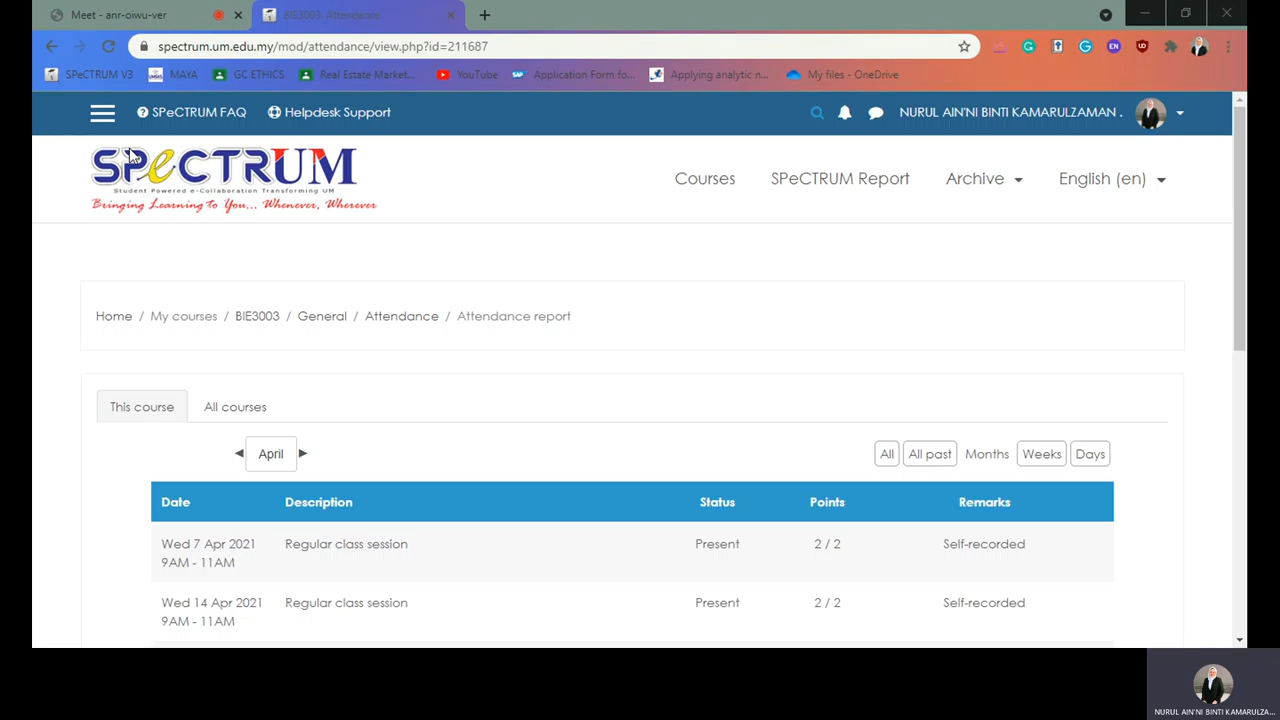 Meet - anr-oiwu-ver
BIE3003: Attendance
spectrum.um.edu.my/mod/attendance/view.php?id=211687
SPeCTRUM V3 MAYA GC ETHICS Real Estate Market... YouTube Application Form fo... Applying analytic n... My files - OneDrive
SPeCTRUM FAQ Helpdesk Support NURUL AIN'NI BINTI KAMARULZAMAN .
SPeCTRUM
Student Powered e-Collaboration Transforming UM
Bringing Learning to You... Whenever, Wherever
Courses SPeCTRUM Report Archive English (en)
Home / My courses / BIE3003 / General / Attendance / Attendance report
This course All courses
April All All past Months Weeks Days
Date Description Status Points Remarks
Wed 7 Apr 2021 Regular class session Present 2 / 2 Self-recorded
9AM - 11AM
Wed 14 Apr 2021 Regular class session Present 2 / 2 Self-recorded
9AM - 11AM
NURUL AIN'NI BINTI KAMARULZA...